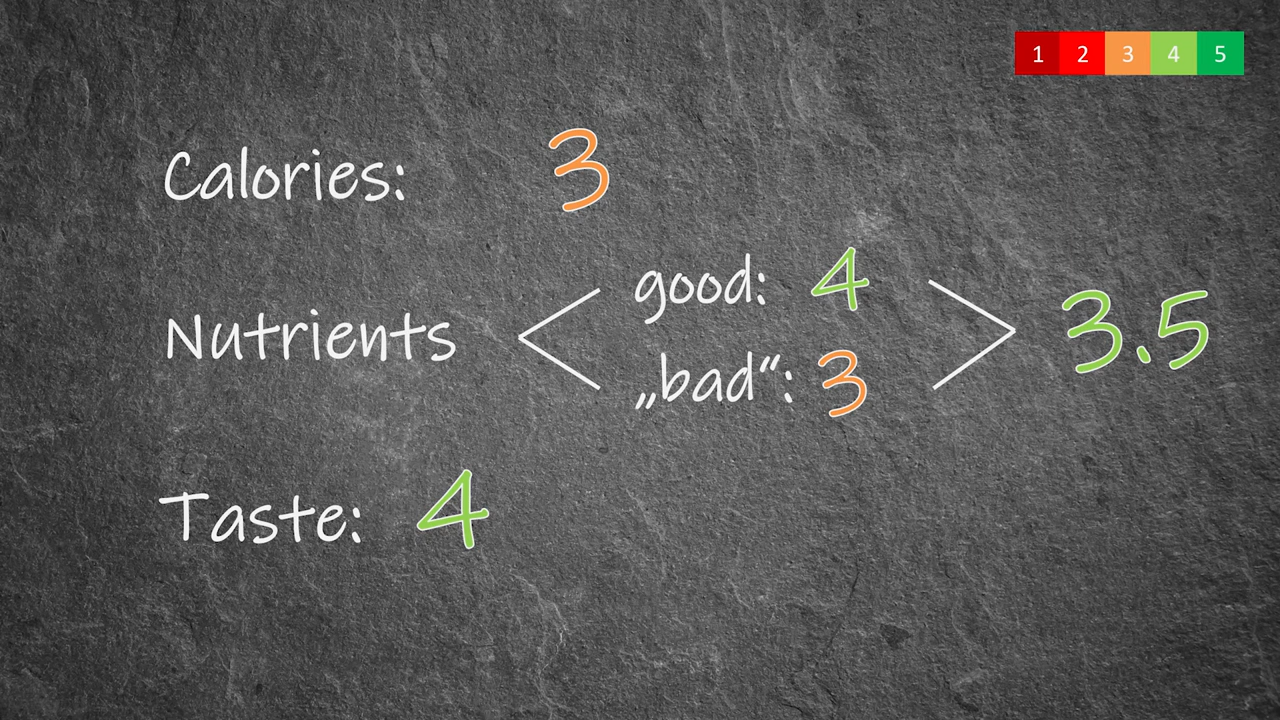 1 2 3 4 5
Calories: 3
good: 4
Nutrients 3.5
„bad“: 3
Taste: 4